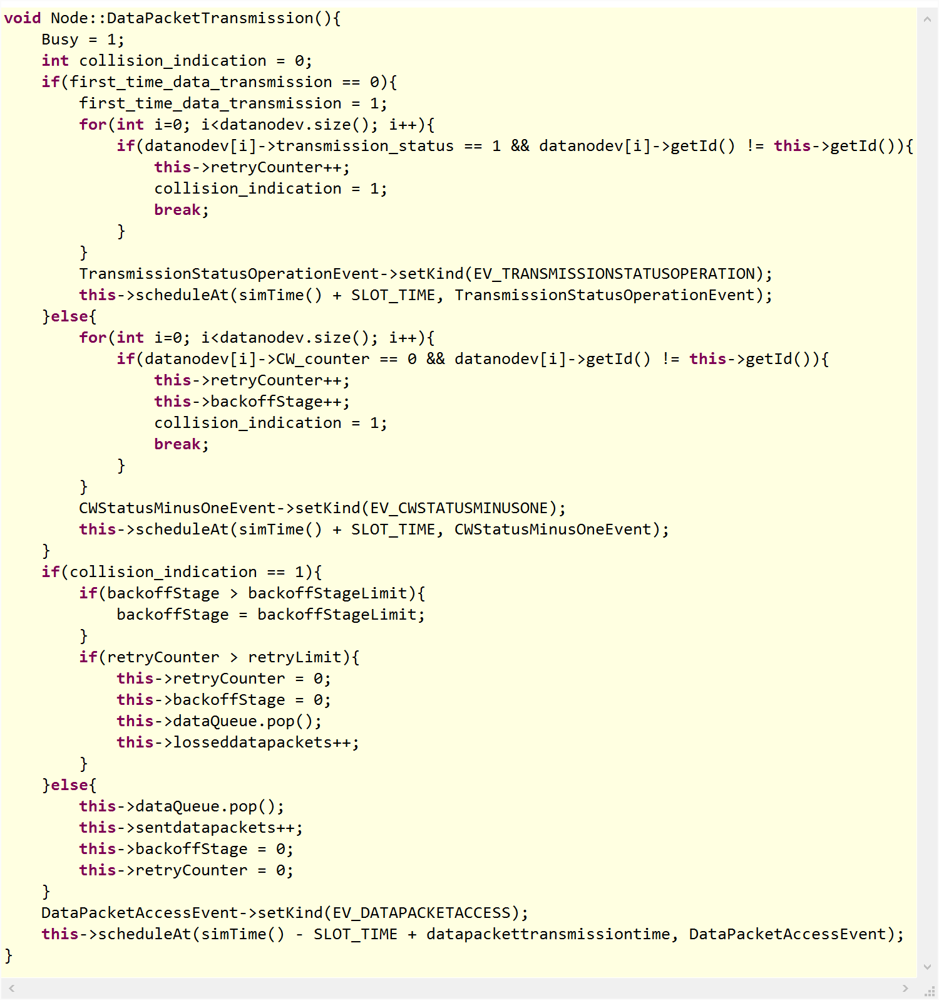 void Node::DataPacketTransmission(){
    Busy = 1;
    int collision_indication = 0;
    if(first_time_data_transmission == 0){
        first_time_data_transmission = 1;
        for(int i=0; i<datanodev.size(); i++){
            if(datanodev[i]->transmission_status == 1 && datanodev[i]->getId() != this->getId()){
                this->retryCounter++;
                collision_indication = 1;
                break;
            }
        }
        TransmissionStatusOperationEvent->setKind(EV_TRANSMISSIONSTATUSOPERATION);
        this->scheduleAt(simTime() + SLOT_TIME, TransmissionStatusOperationEvent);
    }else{
        for(int i=0; i<datanodev.size(); i++){
            if(datanodev[i]->CW_counter == 0 && datanodev[i]->getId() != this->getId()){
                this->retryCounter++;
                this->backoffStage++;
                collision_indication = 1;
                break;
            }
        }
        CWStatusMinusOneEvent->setKind(EV_CWSTATUSMINUSONE);
        this->scheduleAt(simTime() + SLOT_TIME, CWStatusMinusOneEvent);
    }
    if(collision_indication == 1){
        if(backoffStage > backoffStageLimit){
            backoffStage = backoffStageLimit;
        }
        if(retryCounter > retryLimit){
            this->retryCounter = 0;
            this->backoffStage = 0;
            this->dataQueue.pop();
            this->losseddatapackets++;
        }
    }else{
        this->dataQueue.pop();
        this->sentdatapackets++;
        this->backoffStage = 0;
        this->retryCounter = 0;
    }
    DataPacketAccessEvent->setKind(EV_DATAPACKETACCESS);
    this->scheduleAt(simTime() - SLOT_TIME + datapackettransmissiontime, DataPacketAccessEvent);
}